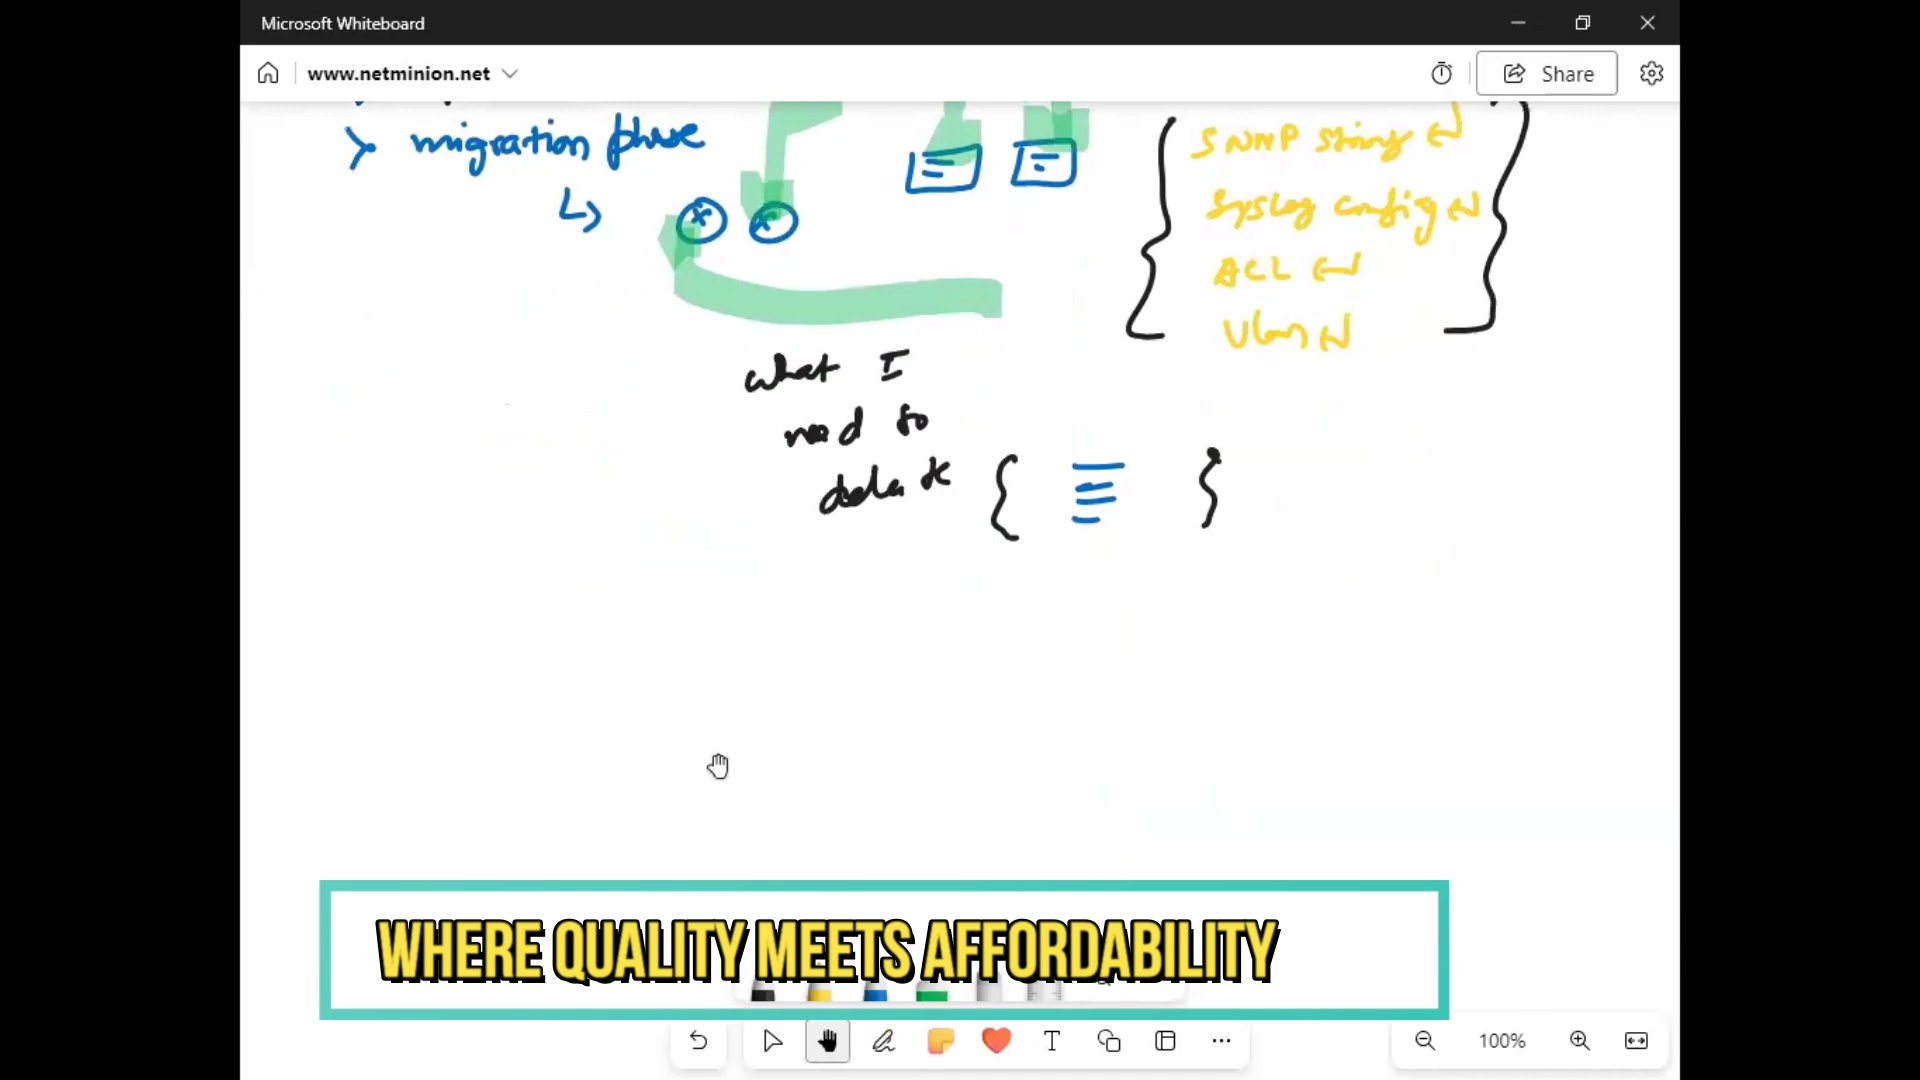 Microsoft Whiteboard
www.netminion.net
Share
migration phase
SNMP string
Syslog config
ACL
Vlan
what I
need to
delete
WHERE QUALITY MEETS AFFORDABILITY
100%